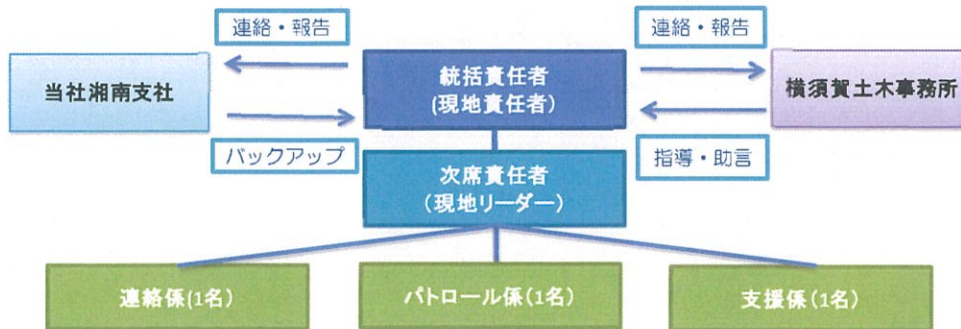 連絡・報告
連絡・報告
当社湘南支社
統括責任者
(現地責任者)
横須賀土木事務所
バックアップ
指導・助言
次席責任者
(現地リーダー)
連絡係(1名)
パトロール係(1名)
支援係(1名)